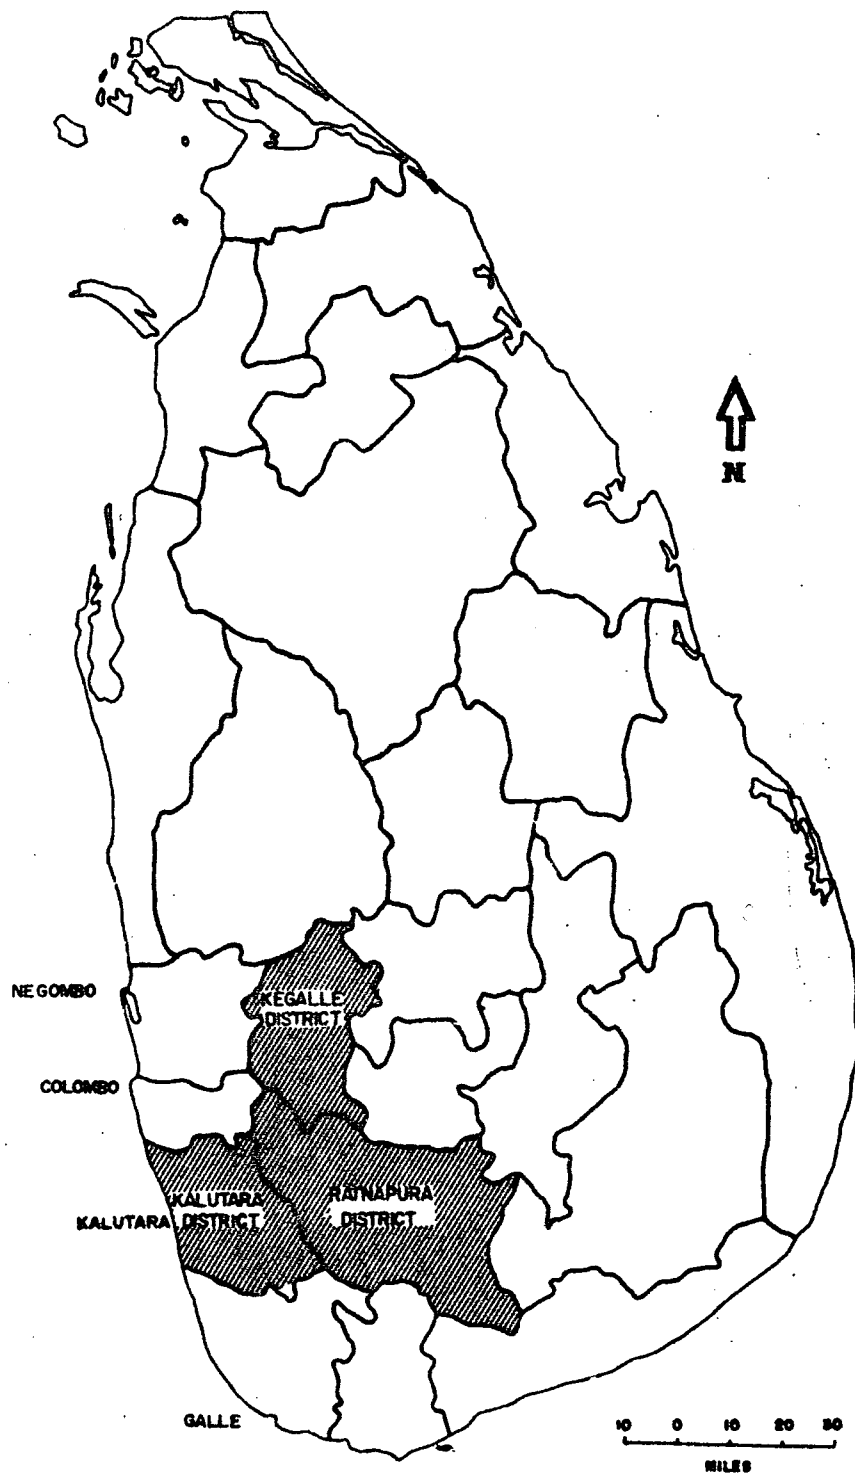 N
NEGOMBO
KEGALLE
DISTRICT
COLOMBO
KALUTARA
DISTRICT
KALUTARA
RATNAPURA
DISTRICT
GALLE
10 0 10 20 30
MILES